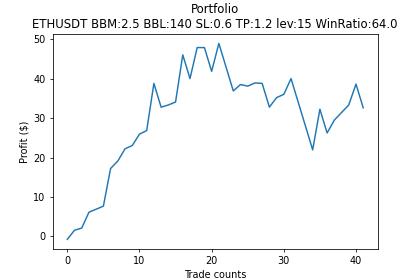 Portfolio
ETHUSDT BBM:2.5 BBL:140 SL:0.6 TP:1.2 lev:15 WinRatio:64.0
Profit ($)
50
40
30
20
10
0
0 10 20 30 40
Trade counts